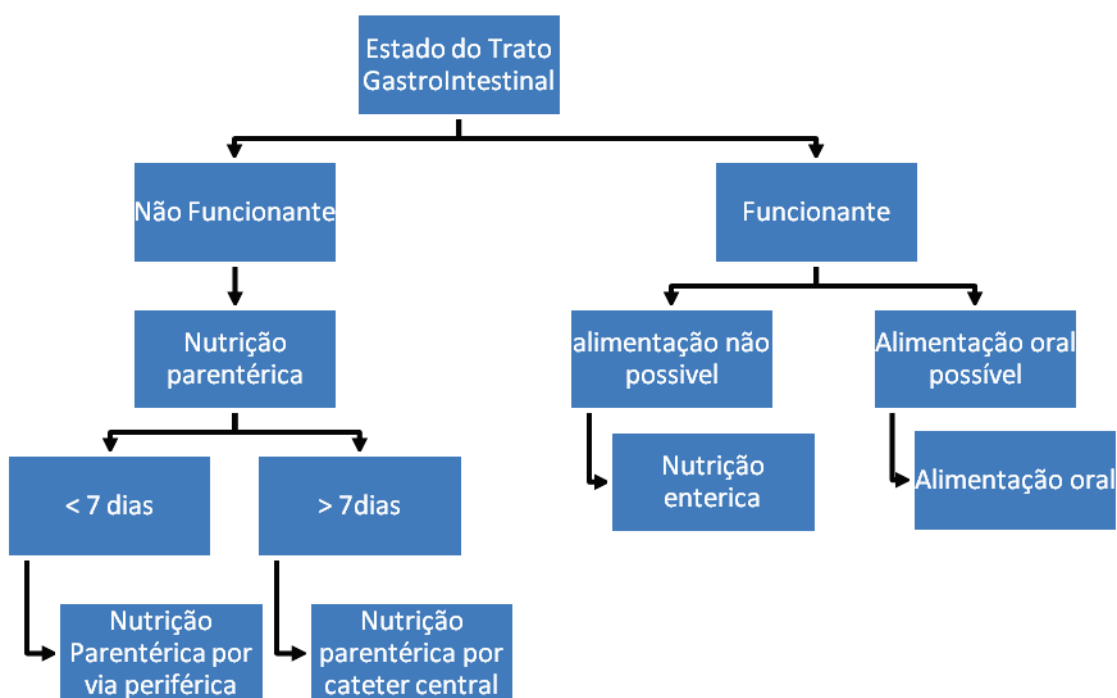 Estado do Trato
GastroIntestinal
Não Funcionante
Funcionante
Nutrição
parentérica
alimentação não
possivel
Alimentação oral
possível
< 7 dias
> 7dias
Nutrição
enterica
Alimentação oral
Nutrição
Parentérica por
via periférica
Nutrição
parentérica por
cateter central